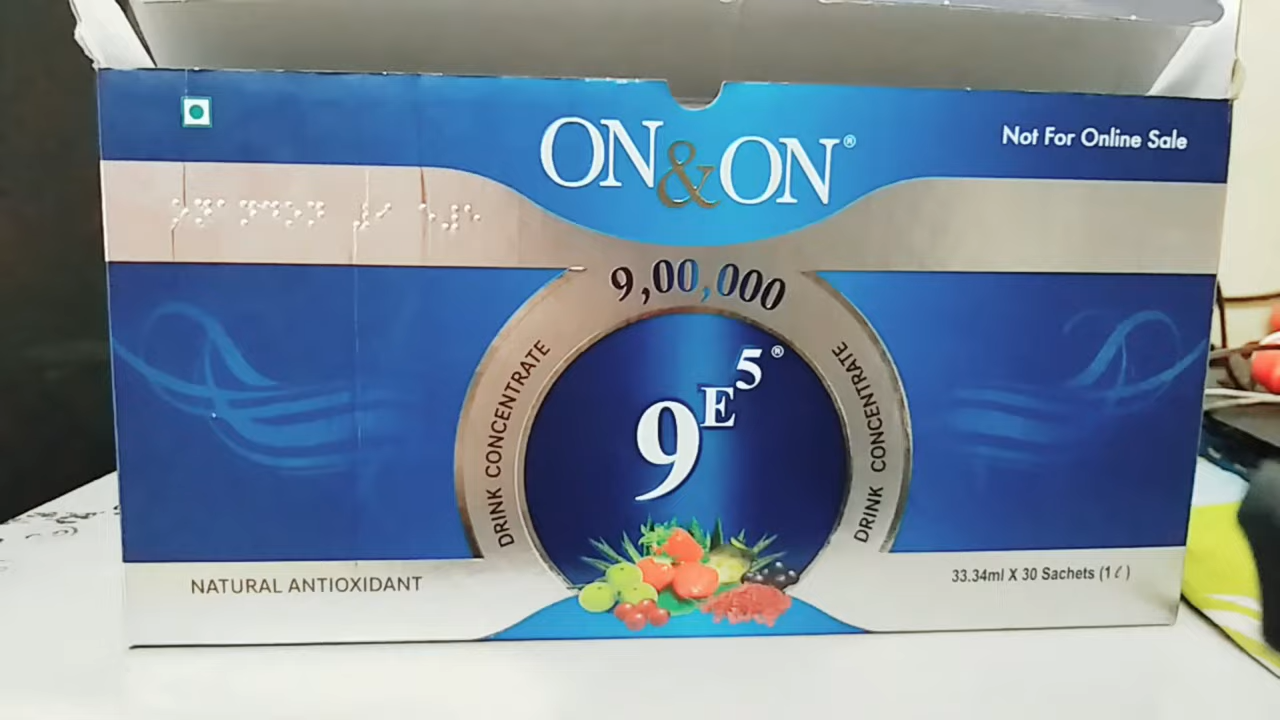 ON&ON®
Not For Online Sale
9,00,000
DRINK CONCENTRATE
9E5®
DRINK CONCENTRATE
NATURAL ANTIOXIDANT
33.34ml X 30 Sachets (1 ℓ)